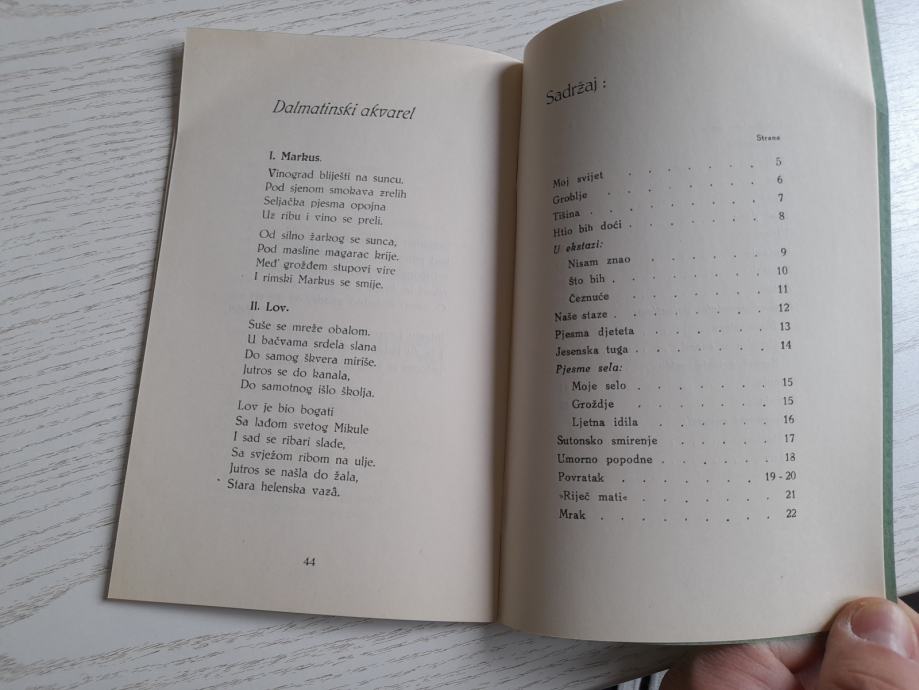 Dalmatinski akvarel
I. Markus.
Vinograd bliješti na suncu.
Pod sjenom smokava zrelih
Seljačka pjesma opojna
Uz ribu i vino se preli.
Od silno žarkog se sunca,
Pod masline magarac krije.
Međ' grožđem stupovi vire
I rimski Markus se smije.
II. Lov.
Suše se mreže obalom.
U bačvama srdela slana
Do samog škvera miriše.
Jutros se do kanala,
Do samotnog išlo školja.
Lov je bio bogati
Sa lađom svetog Mikule
I sad se ribari slade,
Sa svježom ribom na ulje.
Jutros se našla do žala,
Stara helenska vazâ.
44
Sadržaj :
Strana
Moj svijet . . . . . . . 5
Groblje . . . . . . . . 6
Tišina . . . . . . . . 7
Htio bih doći . . . . . . 8
U ekstazi:
Nisam znao . . . . . . 9
Što bih . . . . . . . 10
Čeznuće . . . . . . . 11
Naše staze . . . . . . . 12
Pjesma djeteta . . . . . . 13
Jesenska tuga . . . . . . 14
Pjesme sela:
Moje selo . . . . . . 15
Groždje . . . . . . 15
Ljetna idila . . . . . 16
Sutonsko smirenje . . . . . 17
Umorno popodne . . . . . 18
Povratak . . . . . . 19-20
»Riječ mati« . . . . . . 21
Mrak . . . . . . . . 22